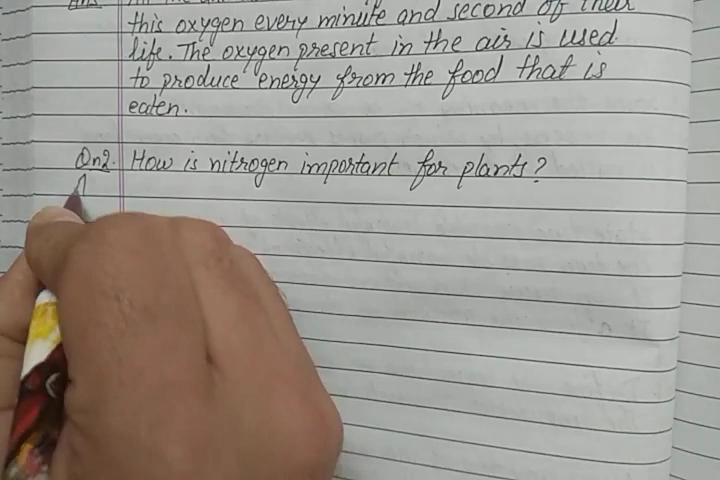 this oxygen every minute and second of their
life. The oxygen present in the air is used
to produce energy from the food that is
eaten.
Qn2. How is nitrogen important for plants?